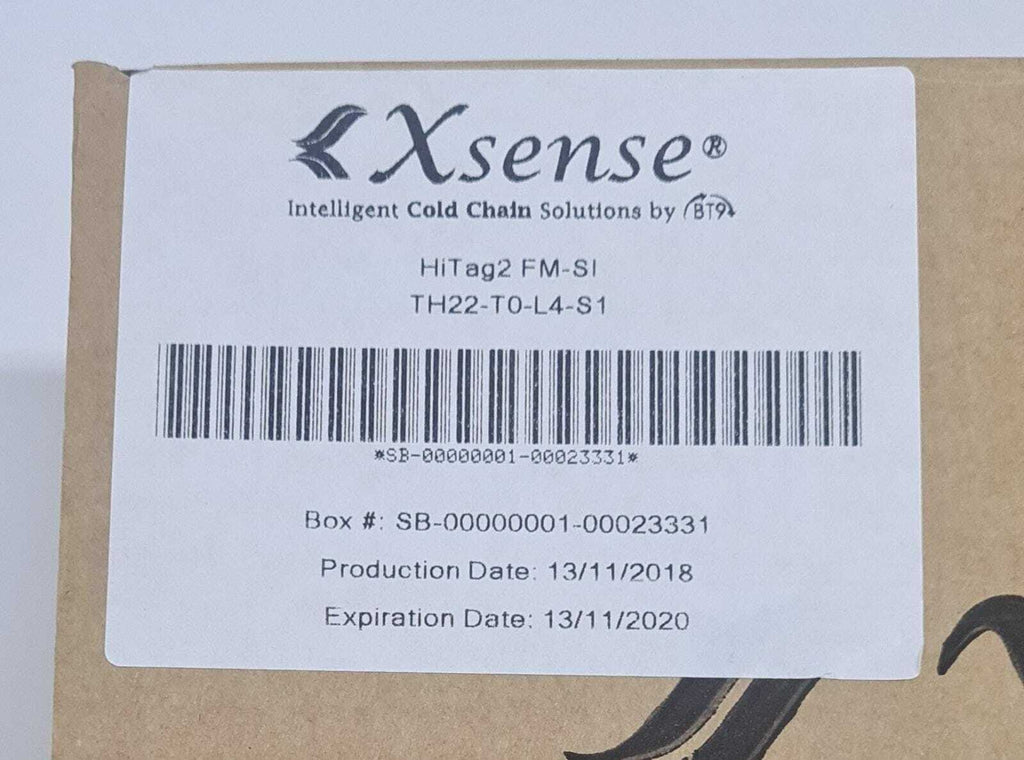 Xsense®
Intelligent Cold Chain Solutions by BT9
HiTag2 FM-SI
TH22-T0-L4-S1
*SB-00000001-00023331*
Box #: SB-00000001-00023331
Production Date: 13/11/2018
Expiration Date: 13/11/2020